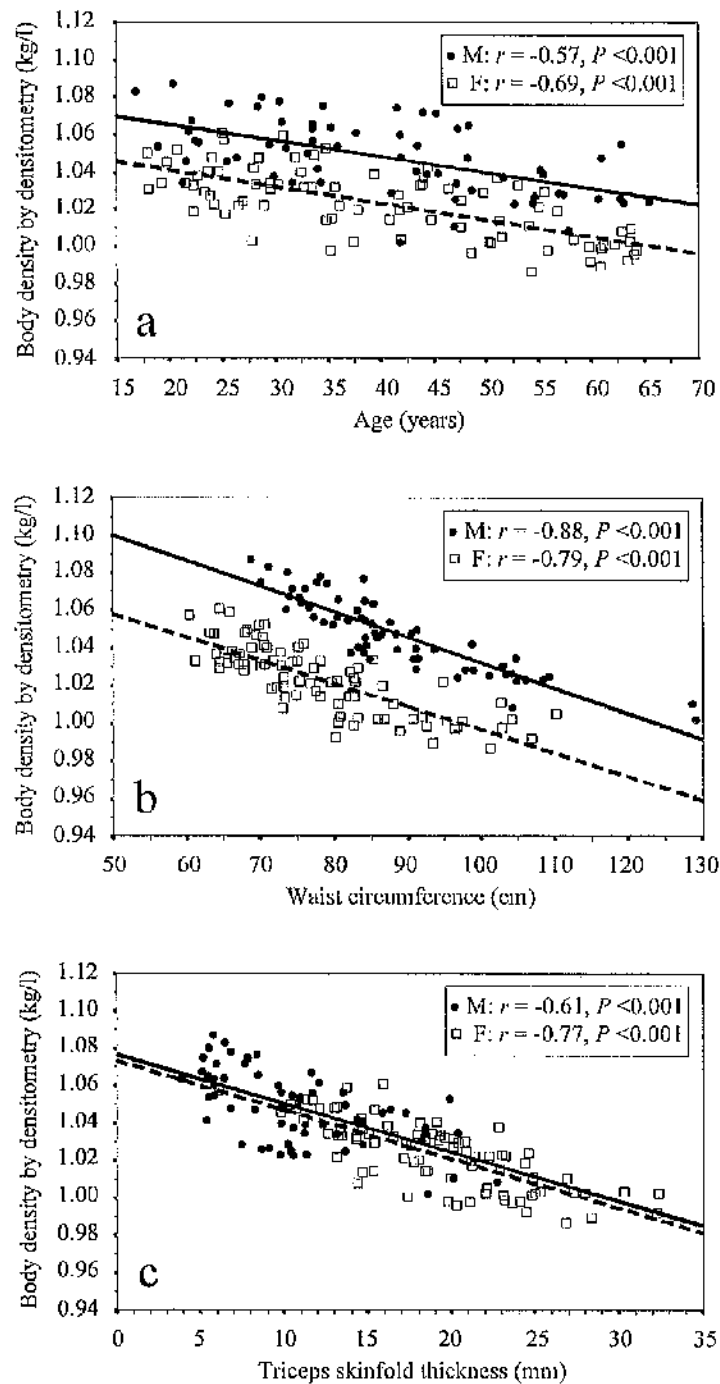 1.12
1.10
1.08
1.06
1.04
1.02
1.00
0.98
0.96
0.94
Body density by densitometry (kg/l)
M: r = -0.57, P <0.001
F: r = -0.69, P <0.001
a
15 20 25 30 35 40 45 50 55 60 65 70
Age (years)
1.12
1.10
1.08
1.06
1.04
1.02
1.00
0.98
0.96
0.94
Body density by densitometry (kg/l)
M: r = -0.88, P <0.001
F: r = -0.79, P <0.001
b
50 60 70 80 90 100 110 120 130
Waist circumference (cm)
1.12
1.10
1.08
1.06
1.04
1.02
1.00
0.98
0.96
0.94
Body density by densitometry (kg/l)
M: r = -0.61, P <0.001
F: r = -0.77, P <0.001
c
0 5 10 15 20 25 30 35
Triceps skinfold thickness (mm)